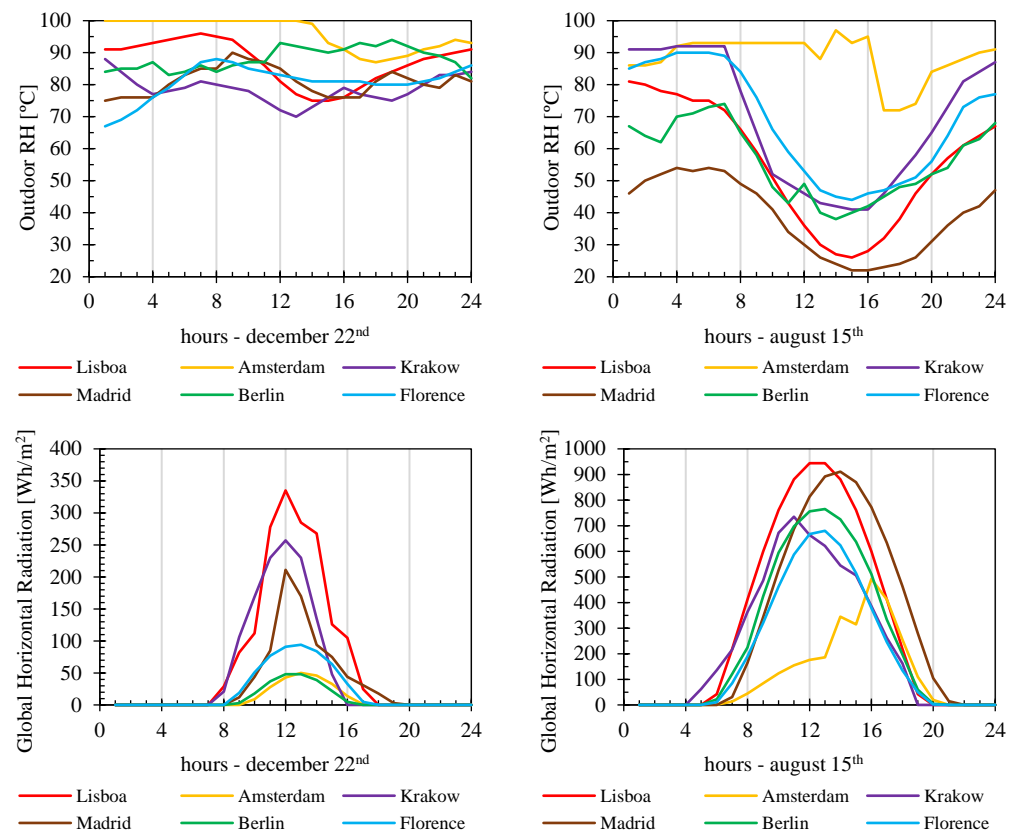 Outdoor RH [ºC]
100
90
80
70
60
50
40
30
20
0 4 8 12 16 20 24
hours - december 22nd
Lisboa Amsterdam Krakow
Madrid Berlin Florence
Outdoor RH [ºC]
100
90
80
70
60
50
40
30
20
0 4 8 12 16 20 24
hours - august 15th
Lisboa Amsterdam Krakow
Madrid Berlin Florence
Global Horizontal Radiation [Wh/m²]
400
350
300
250
200
150
100
50
0
0 4 8 12 16 20 24
hours - december 22nd
Lisboa Amsterdam Krakow
Madrid Berlin Florence
Global Horizontal Radiation [Wh/m²]
1000
900
800
700
600
500
400
300
200
100
0
0 4 8 12 16 20 24
hours - august 15th
Lisboa Amsterdam Krakow
Madrid Berlin Florence